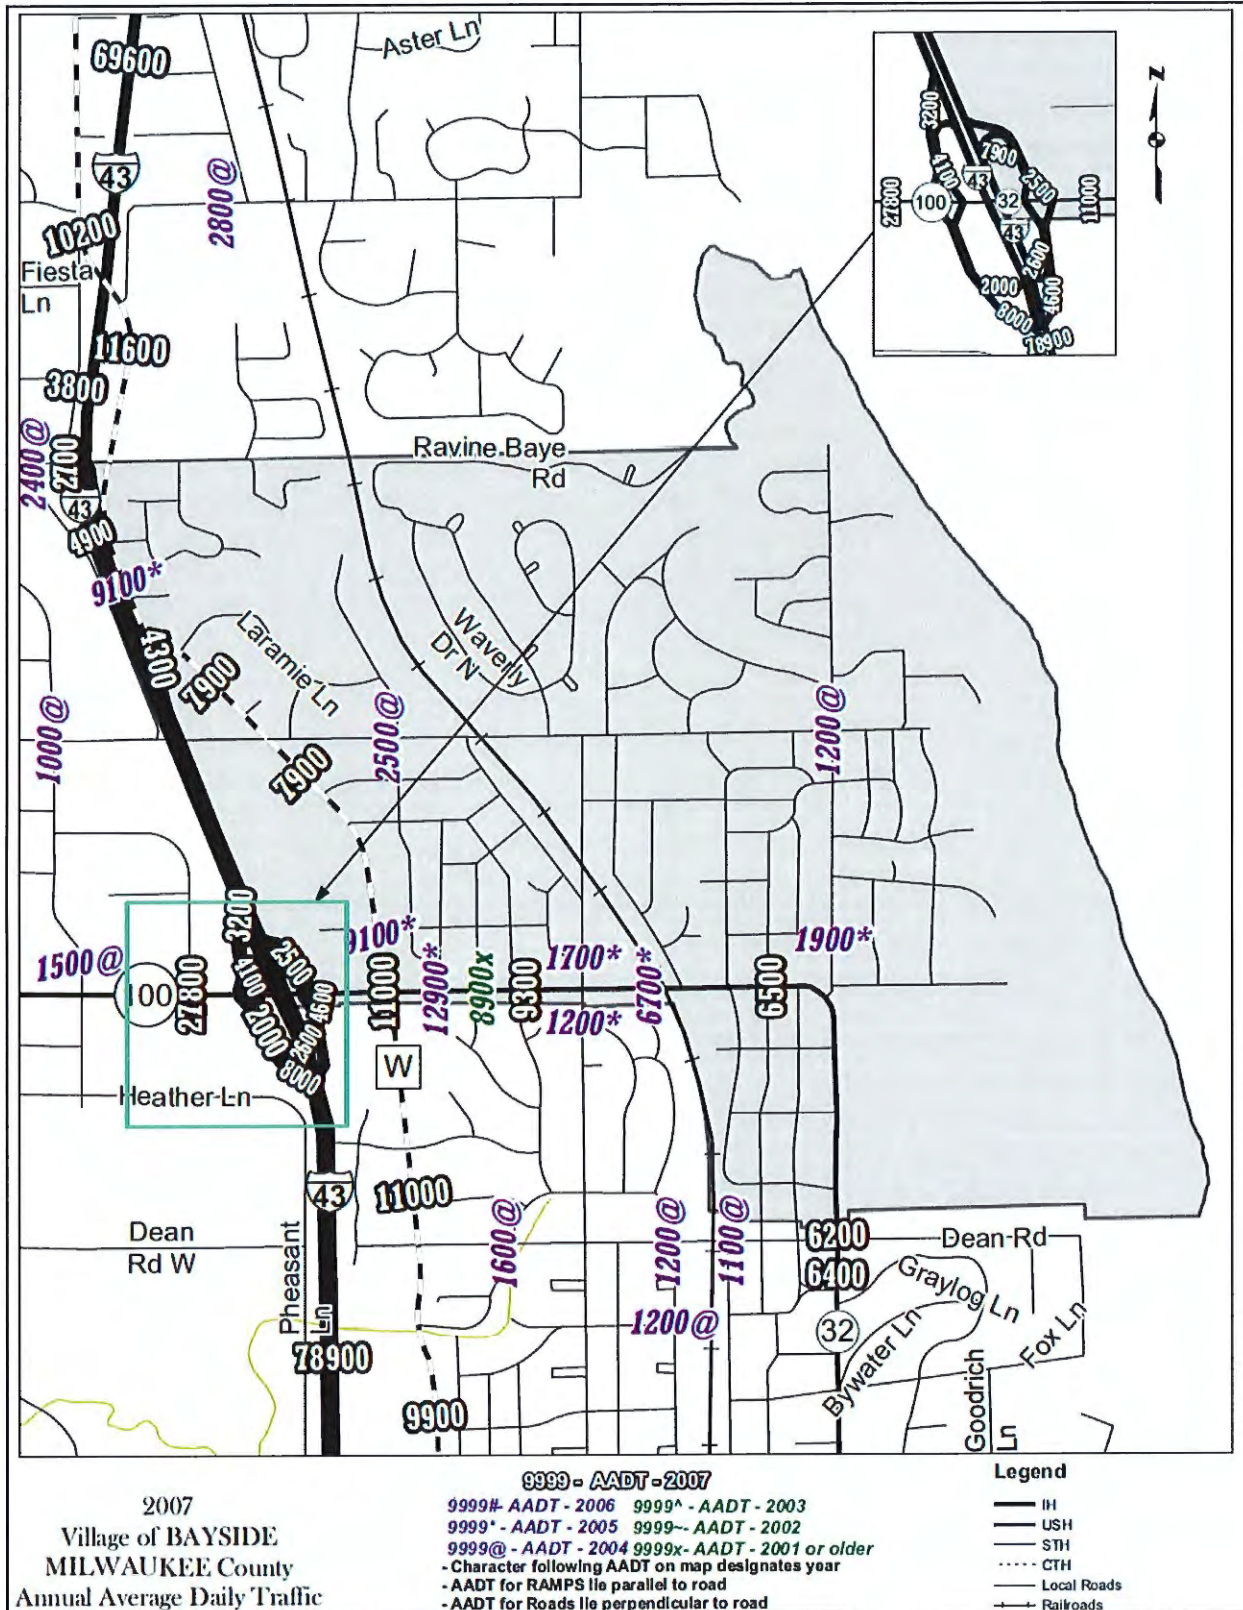 Aster Ln
69600
43
2800@
10200
Fiesta
Ln
11600
3800
2400@
2700
43
4900
9100*
Ravine Baye
Rd
3200
7900
4100
43
2500
27800
100
32
11000
43
2600
2000
4600
8000
78900
N
4300
Laramie Ln
7900
Waverly
Dr N
1000@
2500@
7900
1200@
3200
9100*
1500@
100
27800
4100
2500
4600
2000
2600
8000
11000
12900*
8900x
9300
1700*
1200*
6700*
6500
1900*
W
Heather Ln
43
11000
Dean
Rd W
Pheasant
Ln
1600@
1200@
1100@
6200
Dean Rd
6400
Graylog Ln
1200@
32
Bywater Ln
Fox Ln
78900
9900
Goodrich
Ln
2007
Village of BAYSIDE
MILWAUKEE County
Annual Average Daily Traffic
9999 - AADT - 2007
9999# - AADT - 2006 9999^ - AADT - 2003
9999* - AADT - 2005 9999~- AADT - 2002
9999@ - AADT - 2004 9999x- AADT - 2001 or older
- Character following AADT on map designates year
- AADT for RAMPS lie parallel to road
- AADT for Roads lie perpendicular to road
Legend
IH
USH
STH
CTH
Local Roads
Railroads